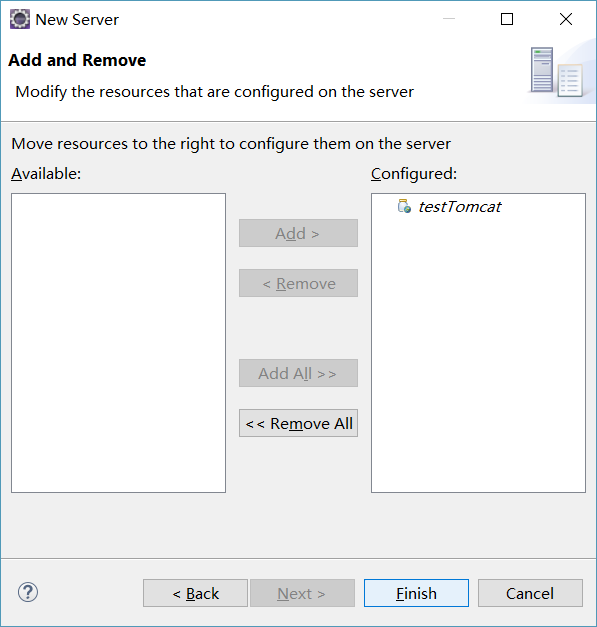 New Server
Add and Remove
Modify the resources that are configured on the server
Move resources to the right to configure them on the server
Available:
Configured:
testTomcat
Add >
< Remove
Add All >>
<< Remove All
?
< Back
Next >
Finish
Cancel